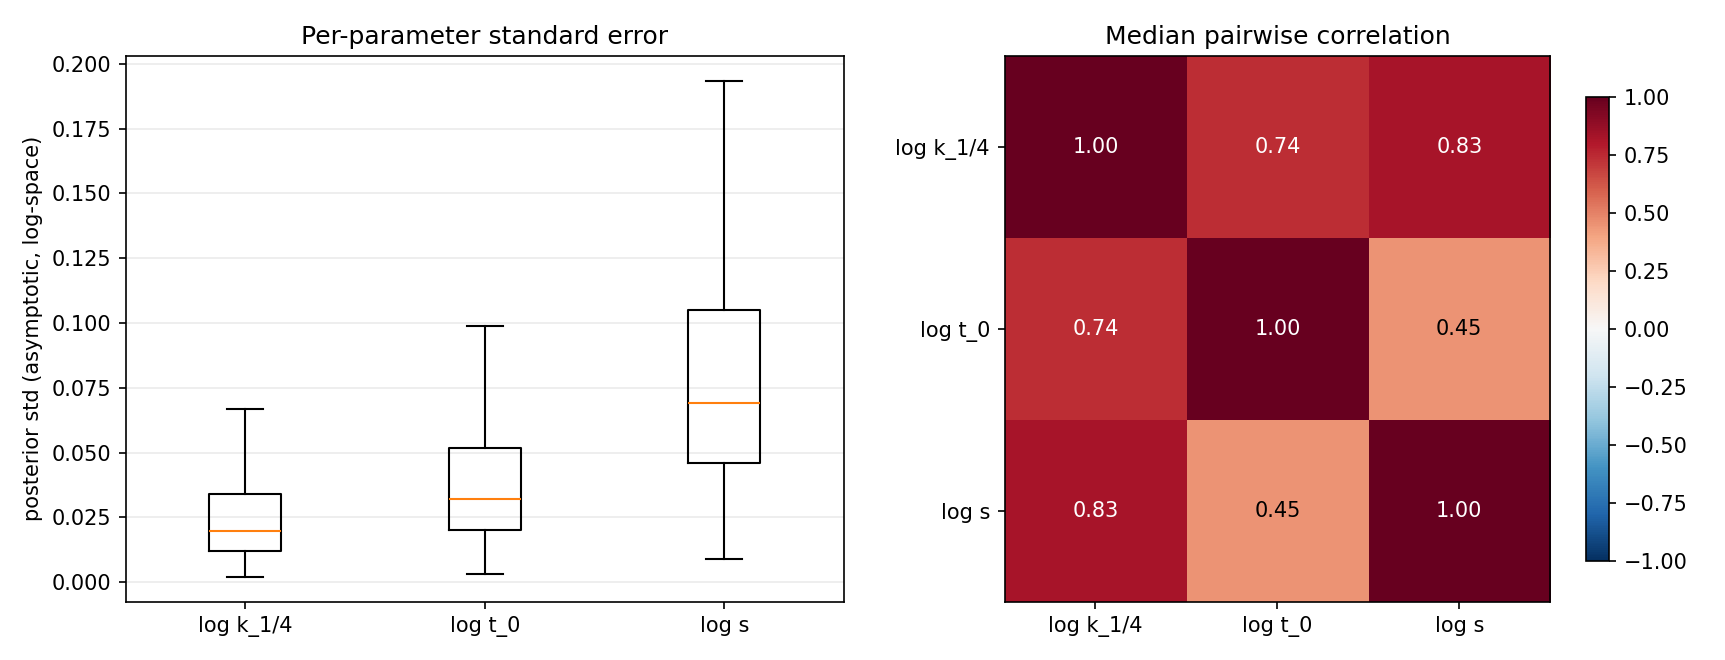 Per-parameter standard error
posterior std (asymptotic, log-space)
0.200
0.175
0.150
0.125
0.100
0.075
0.050
0.025
0.000
log k_1/4
log t_0
log s
Median pairwise correlation
log k_1/4
log t_0
log s
1.00 0.74 0.83
0.74 1.00 0.45
0.83 0.45 1.00
log k_1/4
log t_0
log s
1.00
0.75
0.50
0.25
0.00
−0.25
−0.50
−0.75
−1.00